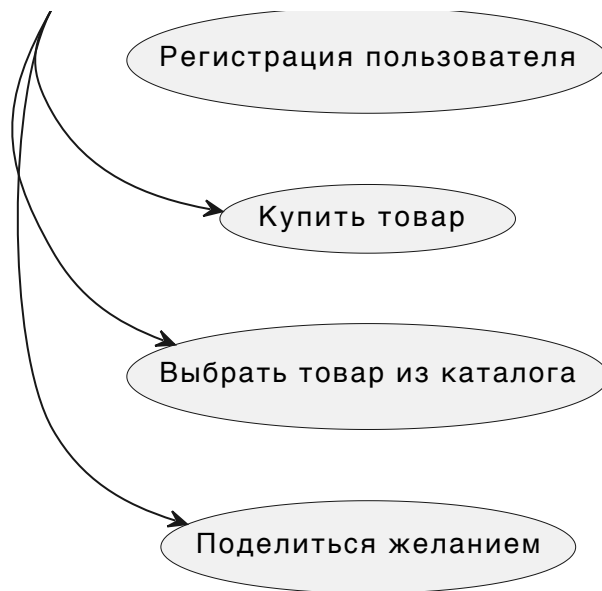 Регистрация пользователя
Купить товар
Выбрать товар из каталога
Поделиться желанием